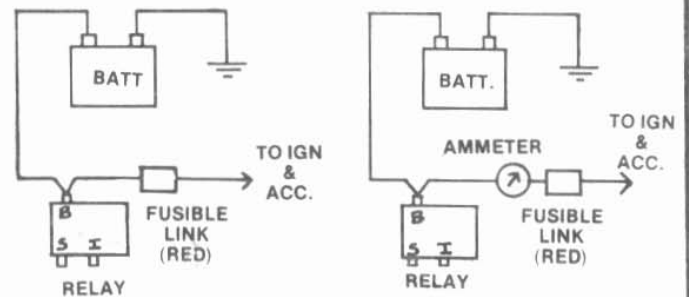 BATT
TO IGN
&
ACC.
B
S I
FUSIBLE
LINK
(RED)
RELAY
BATT.
AMMETER
TO IGN
&
ACC.
B
S I
FUSIBLE
LINK
(RED)
RELAY